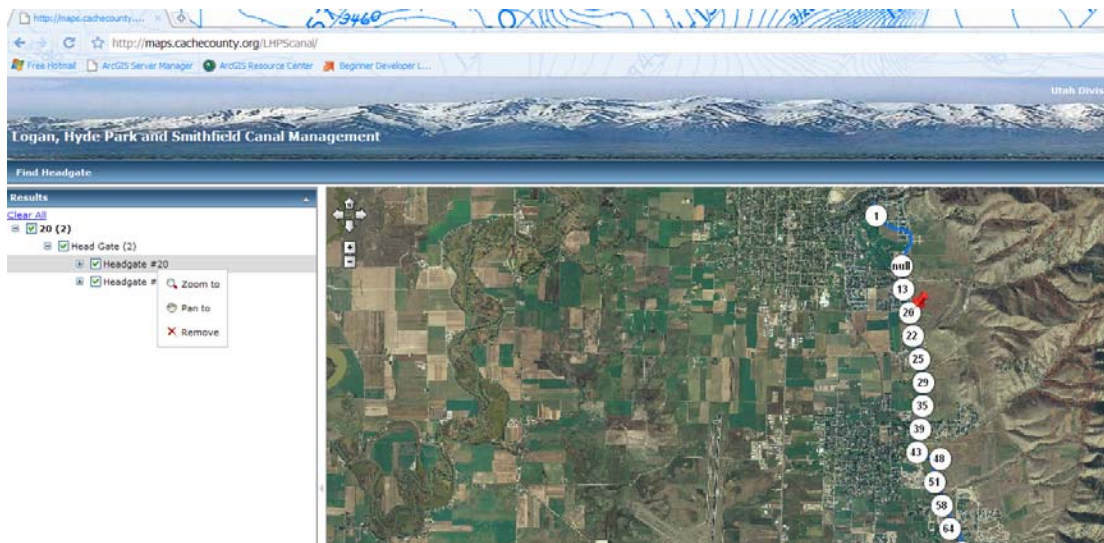 3460
http://maps.cachecounty....
http://maps.cachecounty.org/LHPScanal/
Free Hotmail ArcGIS Server Manager ArcGIS Resource Center Beginner Developer L...
Utah Divis
Logan, Hyde Park and Smithfield Canal Management
Find Headgate
Results
Clear All
20 (2)
Head Gate (2)
Headgate #20
Headgate #
Zoom to
Pan to
Remove
1
null
13
20
22
25
29
35
39
43
48
51
58
64